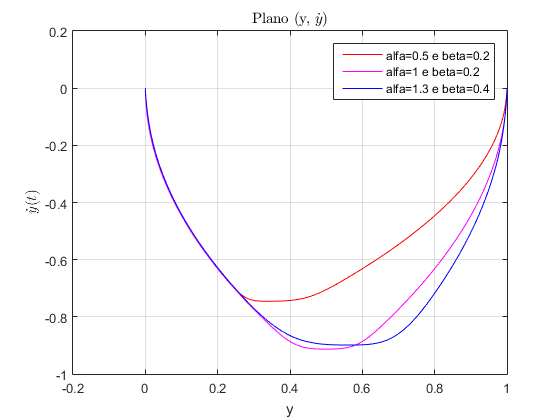 Plano (y, ẏ)
alfa=0.5 e beta=0.2
alfa=1 e beta=0.2
alfa=1.3 e beta=0.4
0.2
0
-0.2
-0.4
-0.6
-0.8
-1
ẏ(t)
-0.2 0 0.2 0.4 0.6 0.8 1
y